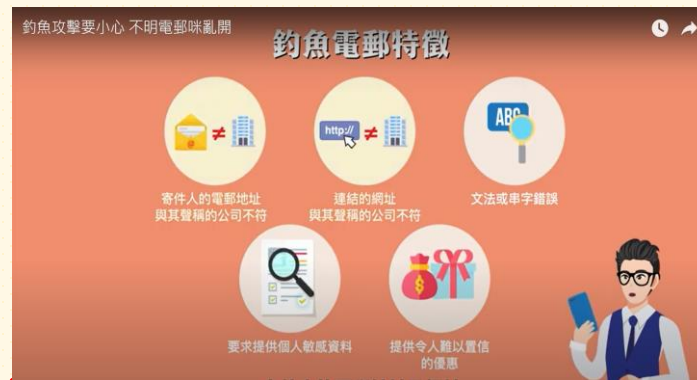 釣魚攻擊要小心 不明電郵咪亂開
釣魚電郵特徵
http://
ABC
寄件人的電郵地址
與其聲稱的公司不符
連結的網址
與其聲稱的公司不符
文法或串字錯誤
要求提供個人敏感資料
提供令人難以置信
的優惠